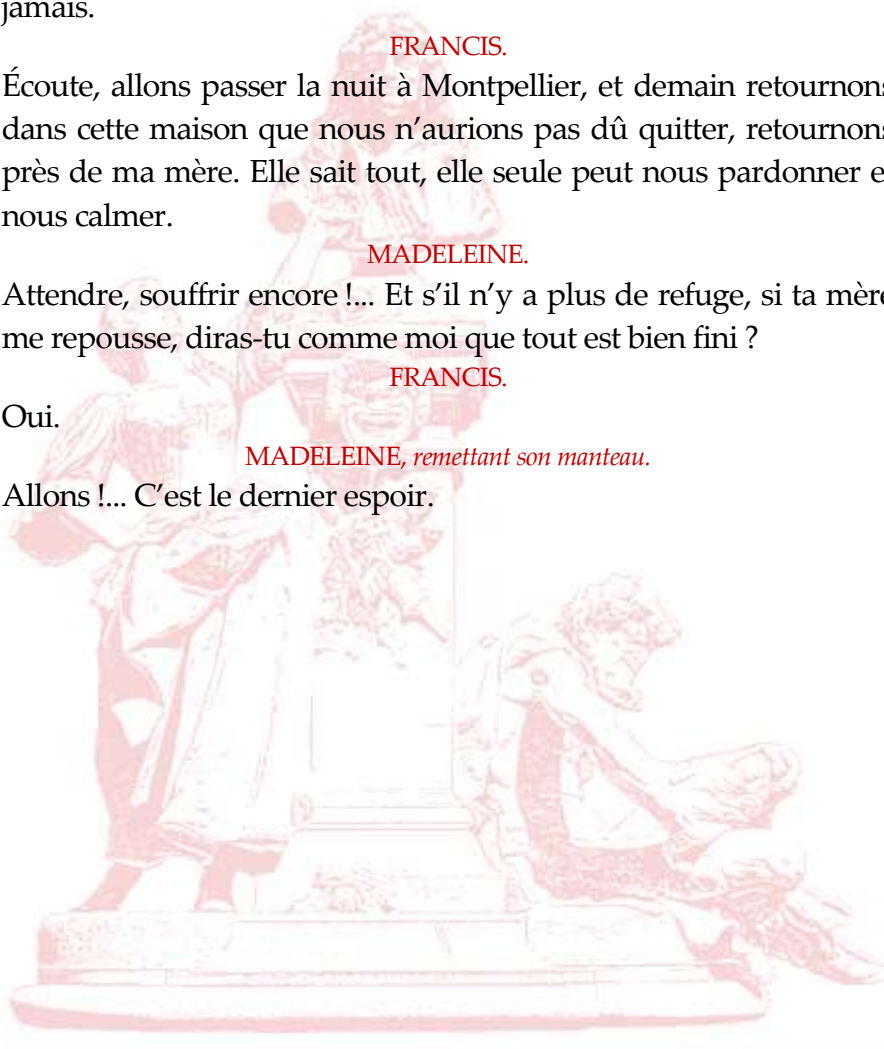 jamais.
FRANCIS.
Écoute, allons passer la nuit à Montpellier, et demain retournons
dans cette maison que nous n’aurions pas dû quitter, retournons
près de ma mère. Elle sait tout, elle seule peut nous pardonner e
nous calmer.
MADELEINE.
Attendre, souffrir encore !... Et s’il n’y a plus de refuge, si ta mère
me repousse, diras-tu comme moi que tout est bien fini ?
FRANCIS.
Oui.
MADELEINE, remettant son manteau.
Allons !... C’est le dernier espoir.